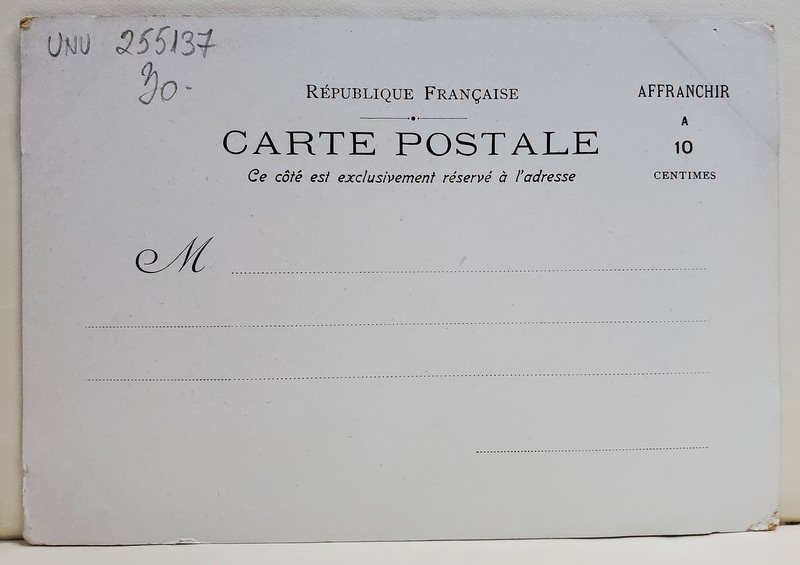 UNU 255137
30.-
RÉPUBLIQUE FRANÇAISE
CARTE POSTALE
Ce côté est exclusivement réservé à l'adresse
AFFRANCHIR
A
10
CENTIMES
M